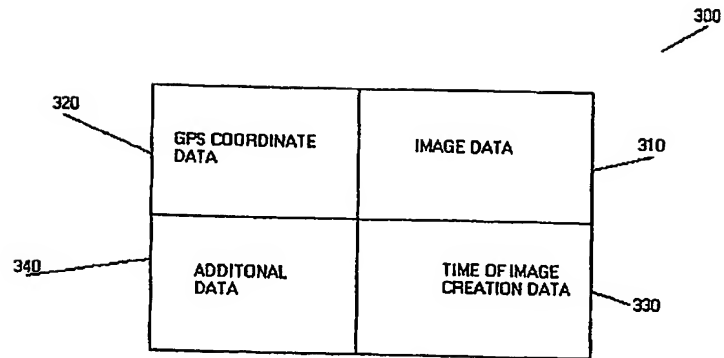 300
320
GPS COORDINATE
DATA
IMAGE DATA
310
340
ADDITONAL
DATA
TIME OF IMAGE
CREATION DATA
330